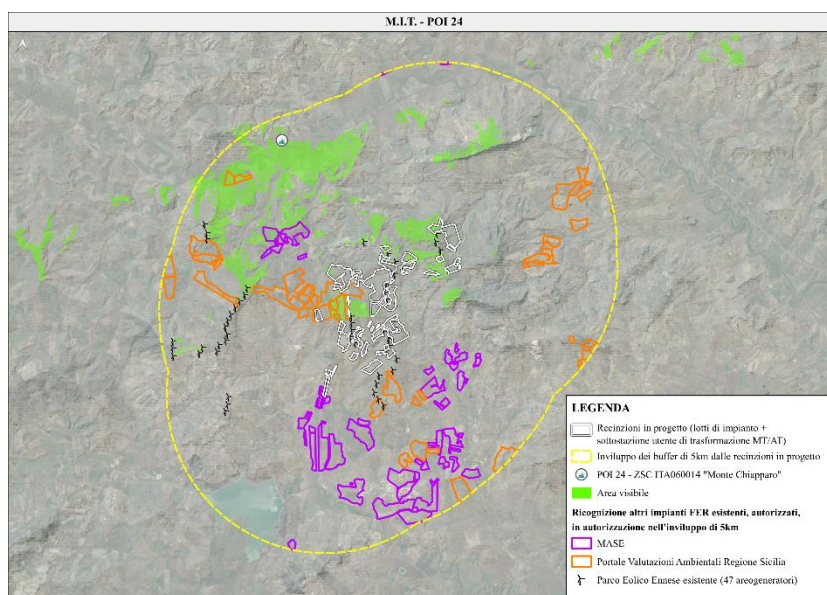 M.I.T. - POI 24
LEGENDA
Recinzioni in progetto (lotti di impianto +
sottostazione utente di trasformazione MT/AT)
Inviluppo dei buffer di 5km dalle recinzioni in progetto
POI 24 - ZSC ITA060014 "Monte Chiapparo"
Area visibile
Ricognizione altri impianti FER esistenti, autorizzati,
in autorizzazione nell'inviluppo di 5km
MASE
Portale Valutazioni Ambientali Regione Sicilia
Parco Eolico Ennese esistente (47 areogeneratori)